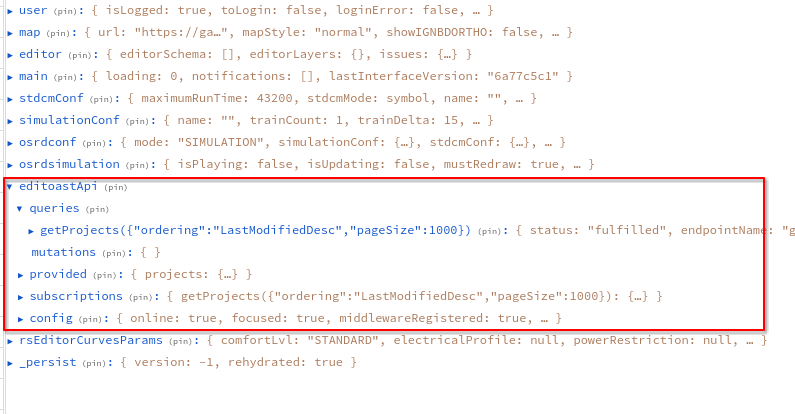 ▶ user (pin): { isLogged: true, toLogin: false, loginError: false, … }
▶ map (pin): { url: "https://ga…", mapStyle: "normal", showIGNBDORTHO: false, … }
▶ editor (pin): { editorSchema: [], editorLayers: {}, issues: {…} }
▶ main (pin): { loading: 0, notifications: [], lastInterfaceVersion: "6a77c5c1" }
▶ stdcmConf (pin): { maximumRunTime: 43200, stdcmMode: symbol, name: "", … }
▶ simulationConf (pin): { name: "", trainCount: 1, trainDelta: 15, … }
▶ osrdconf (pin): { mode: "SIMULATION", simulationConf: {…}, stdcmConf: {…}, … }
▶ osrdsimulation (pin): { isPlaying: false, isUpdating: false, mustRedraw: true, … }
▼ editoastApi (pin)
▼ queries (pin)
▶ getProjects({"ordering":"LastModifiedDesc","pageSize":1000}) (pin): { status: "fulfilled", endpointName: "g
mutations (pin): { }
▶ provided (pin): { projects: {…} }
▶ subscriptions (pin): { getProjects({"ordering":"LastModifiedDesc","pageSize":1000}): {…} }
▶ config (pin): { online: true, focused: true, middlewareRegistered: true, … }
▶ rsEditorCurvesParams (pin): { comfortLvl: "STANDARD", electricalProfile: null, powerRestriction: null, … }
▶ _persist (pin): { version: -1, rehydrated: true }